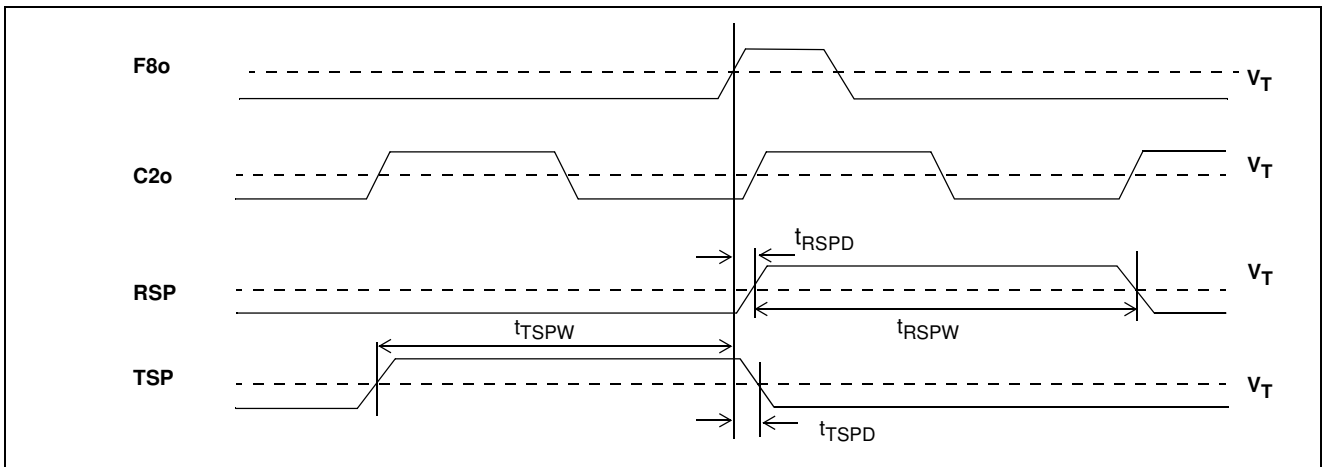 F8o
V_T
C2o
V_T
t_RSPD
RSP
V_T
t_TSPW
t_RSPW
TSP
V_T
t_TSPD